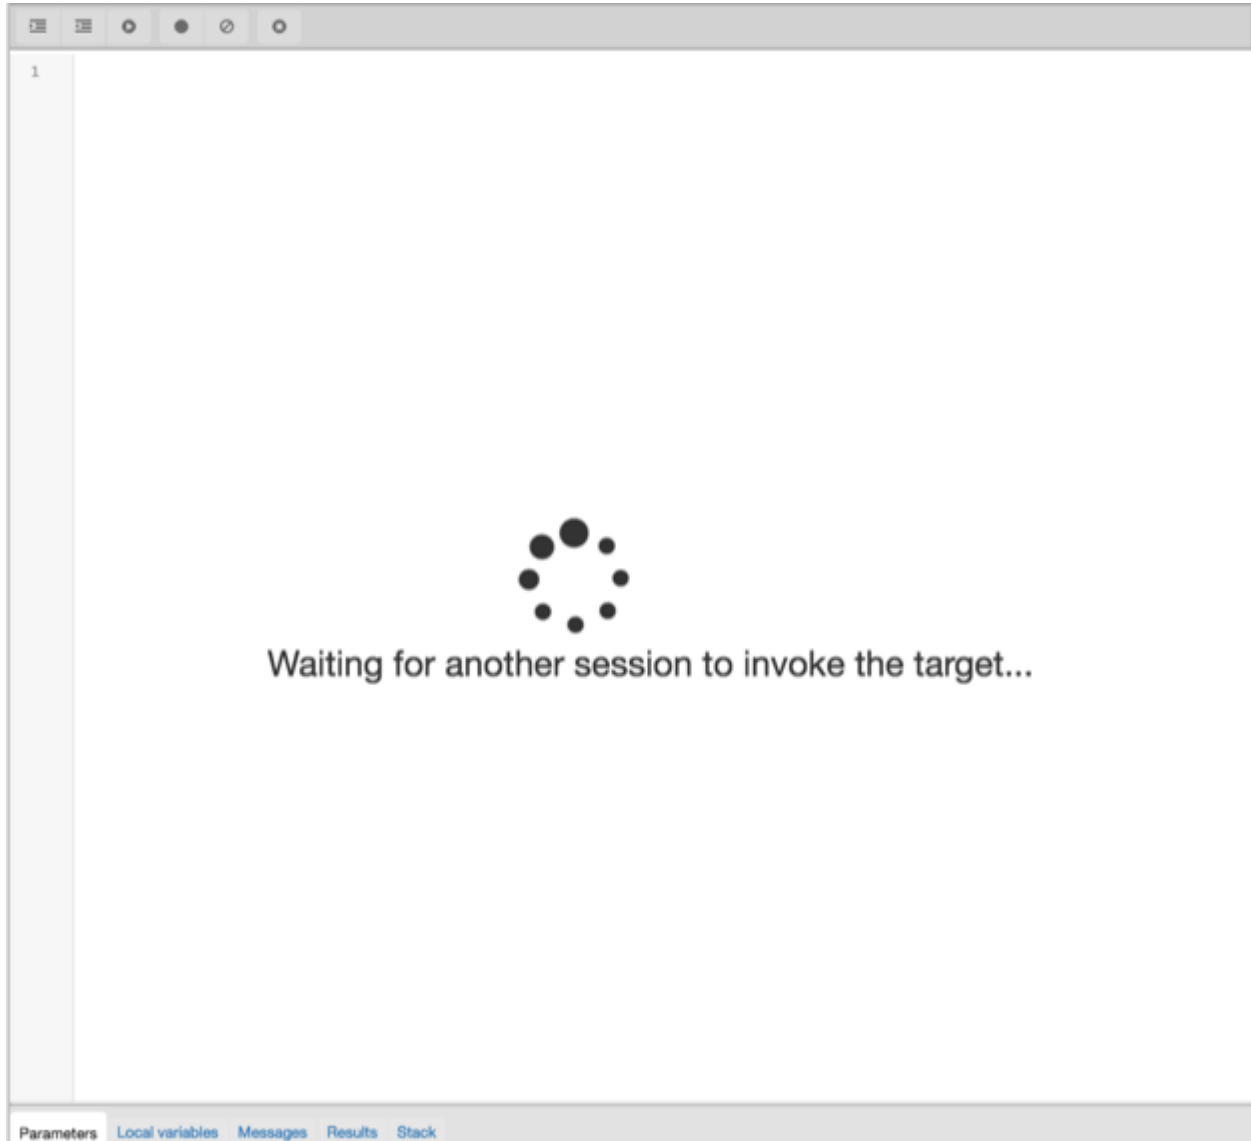 1
Waiting for another session to invoke the target...
Parameters Local variables Messages Results Stack